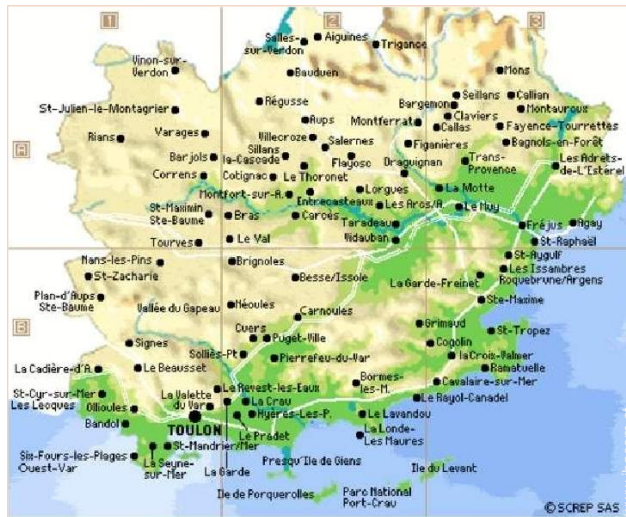 1
2
3
Salles-
sur-Verdon
Aiguines
Trigance
Vinon-sur-
Verdon
Bauduen
Mons
St-Julien-le-Montagrier
Régusse
Seillans
Callian
Bargemon
Montauroux
Aups
Montferrat
Claviers
Rians
Varages
Villecroze
Callas
Fayence-Tourrettes
Salernes
Sillans
la-Cascade
Figanières
Bagnols-en-Forêt
A
Barjols
Flayosc
Trans-
Provence
Les Adrets-
de-L'Estérel
Le Thoronet
Draguignan
Correns
Cotignac
Montfort-sur-A.
Entrecasteaux
Lorgues
La Motte
St-Maximin
Ste-Baume
Bras
Carcès
Les Arcs/A.
Le Muy
Taradeau
Fréjus
Agay
Tourves
Le Val
Vidauban
St-Raphaël
Nans-les-Pins
Brignoles
St-Aygulf
St-Zacharie
Besse/Issole
Les Issambres
La Garde-Freinet
Roquebrune/Argens
Plan-d'Aups
Ste-Baume
Vallée du Gapeau
Néoules
Carnoules
Ste-Maxime
B
Grimaud
St-Tropez
Signes
Cuers
Puget-Ville
Cogolin
Solliès-Pt
la Croix-Valmer
La Cadière-d'A.
Le Beausset
Pierrefeu-du-Var
Ramatuelle
Bormes-
les-M.
Cavalaire-sur-Mer
St-Cyr-sur-Mer
Les Lecques
La Valette
du Var
Le Revest-les-Eaux
La Crau
Le Rayol-Canadel
Ollioules
Hyères-Les-P.
Le Lavandou
Bandol
TOULON
Le Pradet
La Londe-
Les Maures
St-Mandrier/Mer
Six-Fours-les-Plages
Ouest-Var
La Seyne-
sur-Mer
La Garde
Presqu'Ile de Giens
Ile du Levant
Ile de Porquerolles
Parc National
Port-Crau
© SCREP SAS